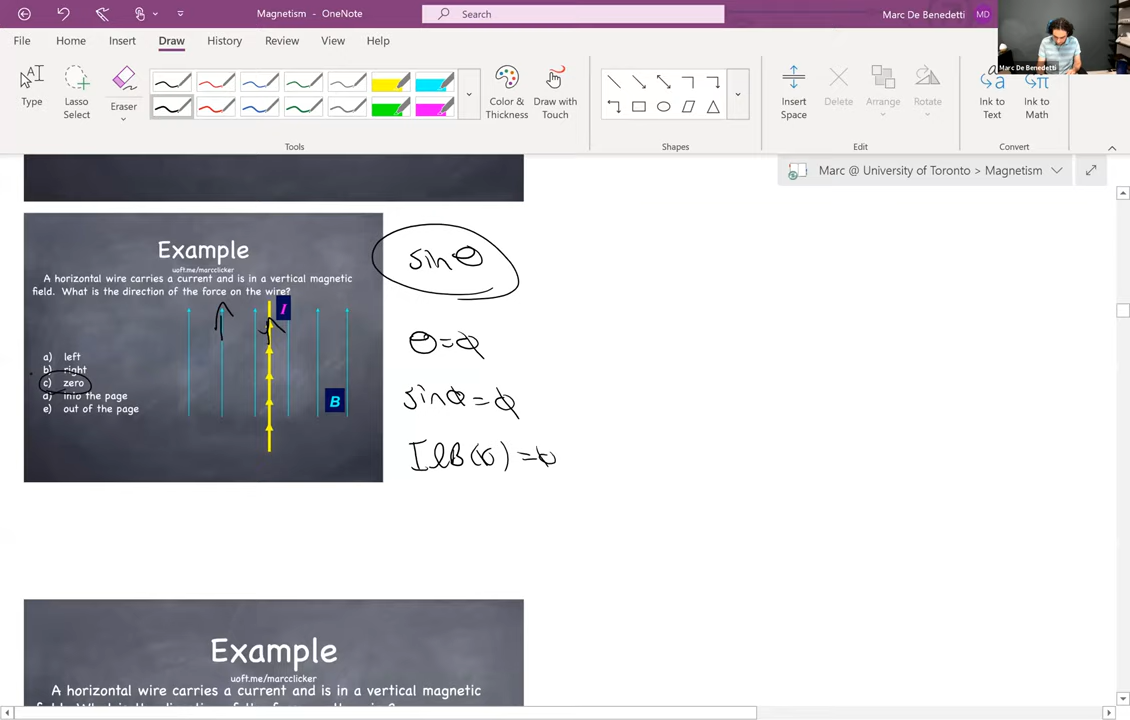 Magnetism - OneNote
Search
Marc De Benedetti
MD
File Home Insert Draw History Review View Help
Marc De Benedetti
Type
Lasso Select
Eraser
Color & Thickness
Draw with Touch
Insert Space
Delete
Arrange
Rotate
Ink to Text
Ink to Math
Tools
Shapes
Edit
Convert
Marc @ University of Toronto > Magnetism
Example
uoft.me/marcclicker
A horizontal wire carries a current and is in a vertical magnetic
field. What is the direction of the force on the wire?
I
a) left
b) right
c) zero
d) into the page
e) out of the page
B
sinθ
θ=0
sin0=0
IlB(0)=0
Example
uoft.me/marcclicker
A horizontal wire carries a current and is in a vertical magnetic